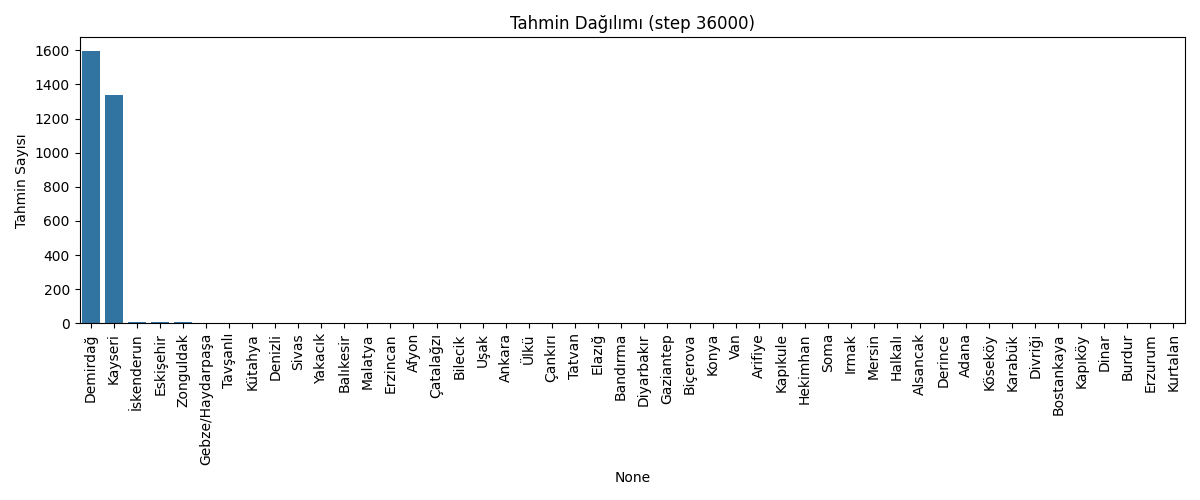 Tahmin Dağılımı (step 36000)
Tahmin Sayısı
1600
1400
1200
1000
800
600
400
200
0
Demirdağ
Kayseri
İskenderun
Eskişehir
Zonguldak
Gebze/Haydarpaşa
Tavşanlı
Kütahya
Denizli
Sivas
Yakacık
Balıkesir
Malatya
Erzincan
Afyon
Çatalağzı
Bilecik
Uşak
Ankara
Ülkü
Çankırı
Tatvan
Elazığ
Bandırma
Diyarbakır
Gaziantep
Biçerova
Konya
Van
Arifiye
Kapıkule
Hekimhan
Soma
Irmak
Mersin
Halkalı
Alsancak
Derince
Adana
Köseköy
Karabük
Divriği
Bostankaya
Kapıköy
Dinar
Burdur
Erzurum
Kurtalan
None